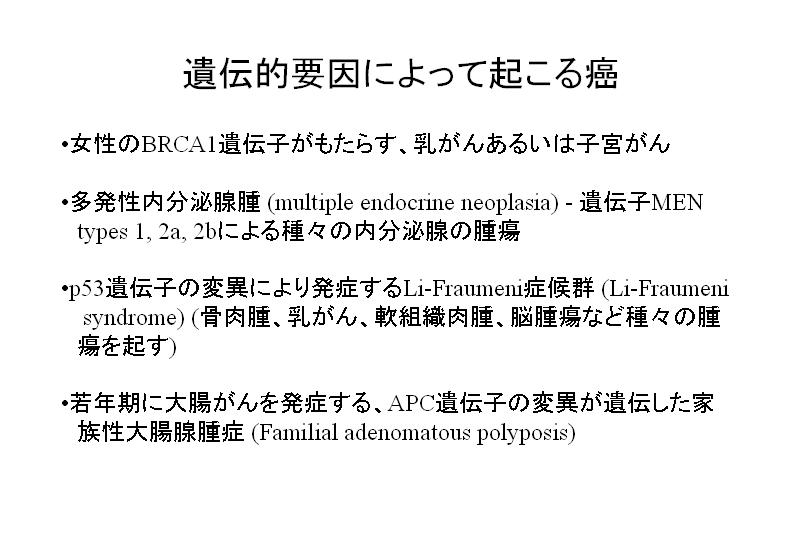 遺伝的要因によって起こる癌
•女性のBRCA1遺伝子がもたらす、乳がんあるいは子宮がん
•多発性内分泌腺腫 (multiple endocrine neoplasia) - 遺伝子MEN
types 1, 2a, 2bによる種々の内分泌腺の腫瘍
•p53遺伝子の変異により発症するLi-Fraumeni症候群 (Li-Fraumeni
syndrome) (骨肉腫、乳がん、軟組織肉腫、脳腫瘍など種々の腫
瘍を起す)
•若年期に大腸がんを発症する、APC遺伝子の変異が遺伝した家
族性大腸腺腫症 (Familial adenomatous polyposis)